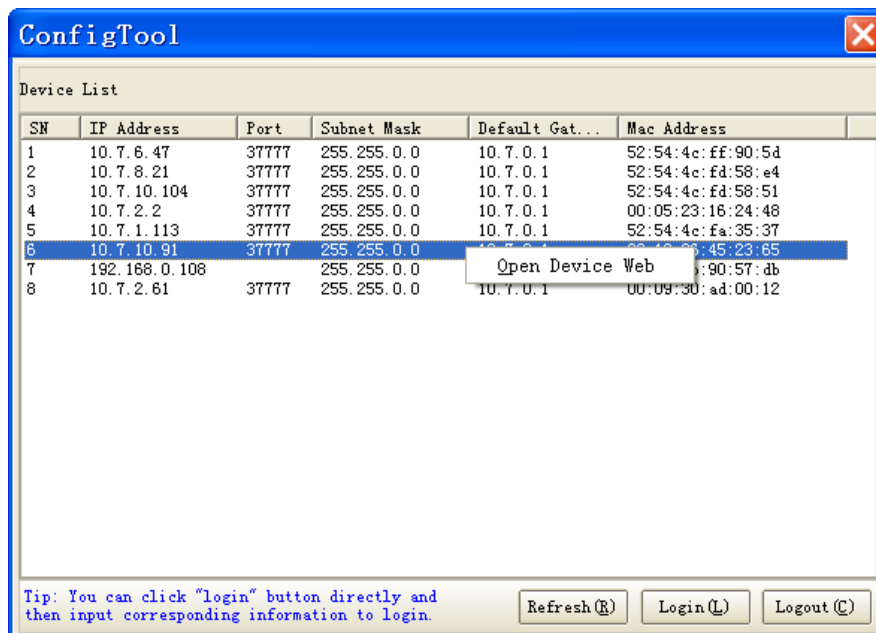 ConfigTool
Device List
SN IP Address Port Subnet Mask Default Gat... Mac Address
1 10.7.6.47 37777 255.255.0.0 10.7.0.1 52:54:4c:ff:90:5d
2 10.7.8.21 37777 255.255.0.0 10.7.0.1 52:54:4c:fd:58:e4
3 10.7.10.104 37777 255.255.0.0 10.7.0.1 52:54:4c:fd:58:51
4 10.7.2.2 37777 255.255.0.0 10.7.0.1 00:05:23:16:24:48
5 10.7.1.113 37777 255.255.0.0 10.7.0.1 52:54:4c:fa:35:37
6 10.7.10.91 37777 255.255.0.0 :45:23:65
Open Device Web
7 192.168.0.108 255.255.0.0 :90:57:db
8 10.7.2.61 37777 255.255.0.0 10.7.0.1 00:09:30:ad:00:12
Tip: You can click "login" button directly and
then input corresponding information to login.
Refresh(R) Login(L) Logout(C)